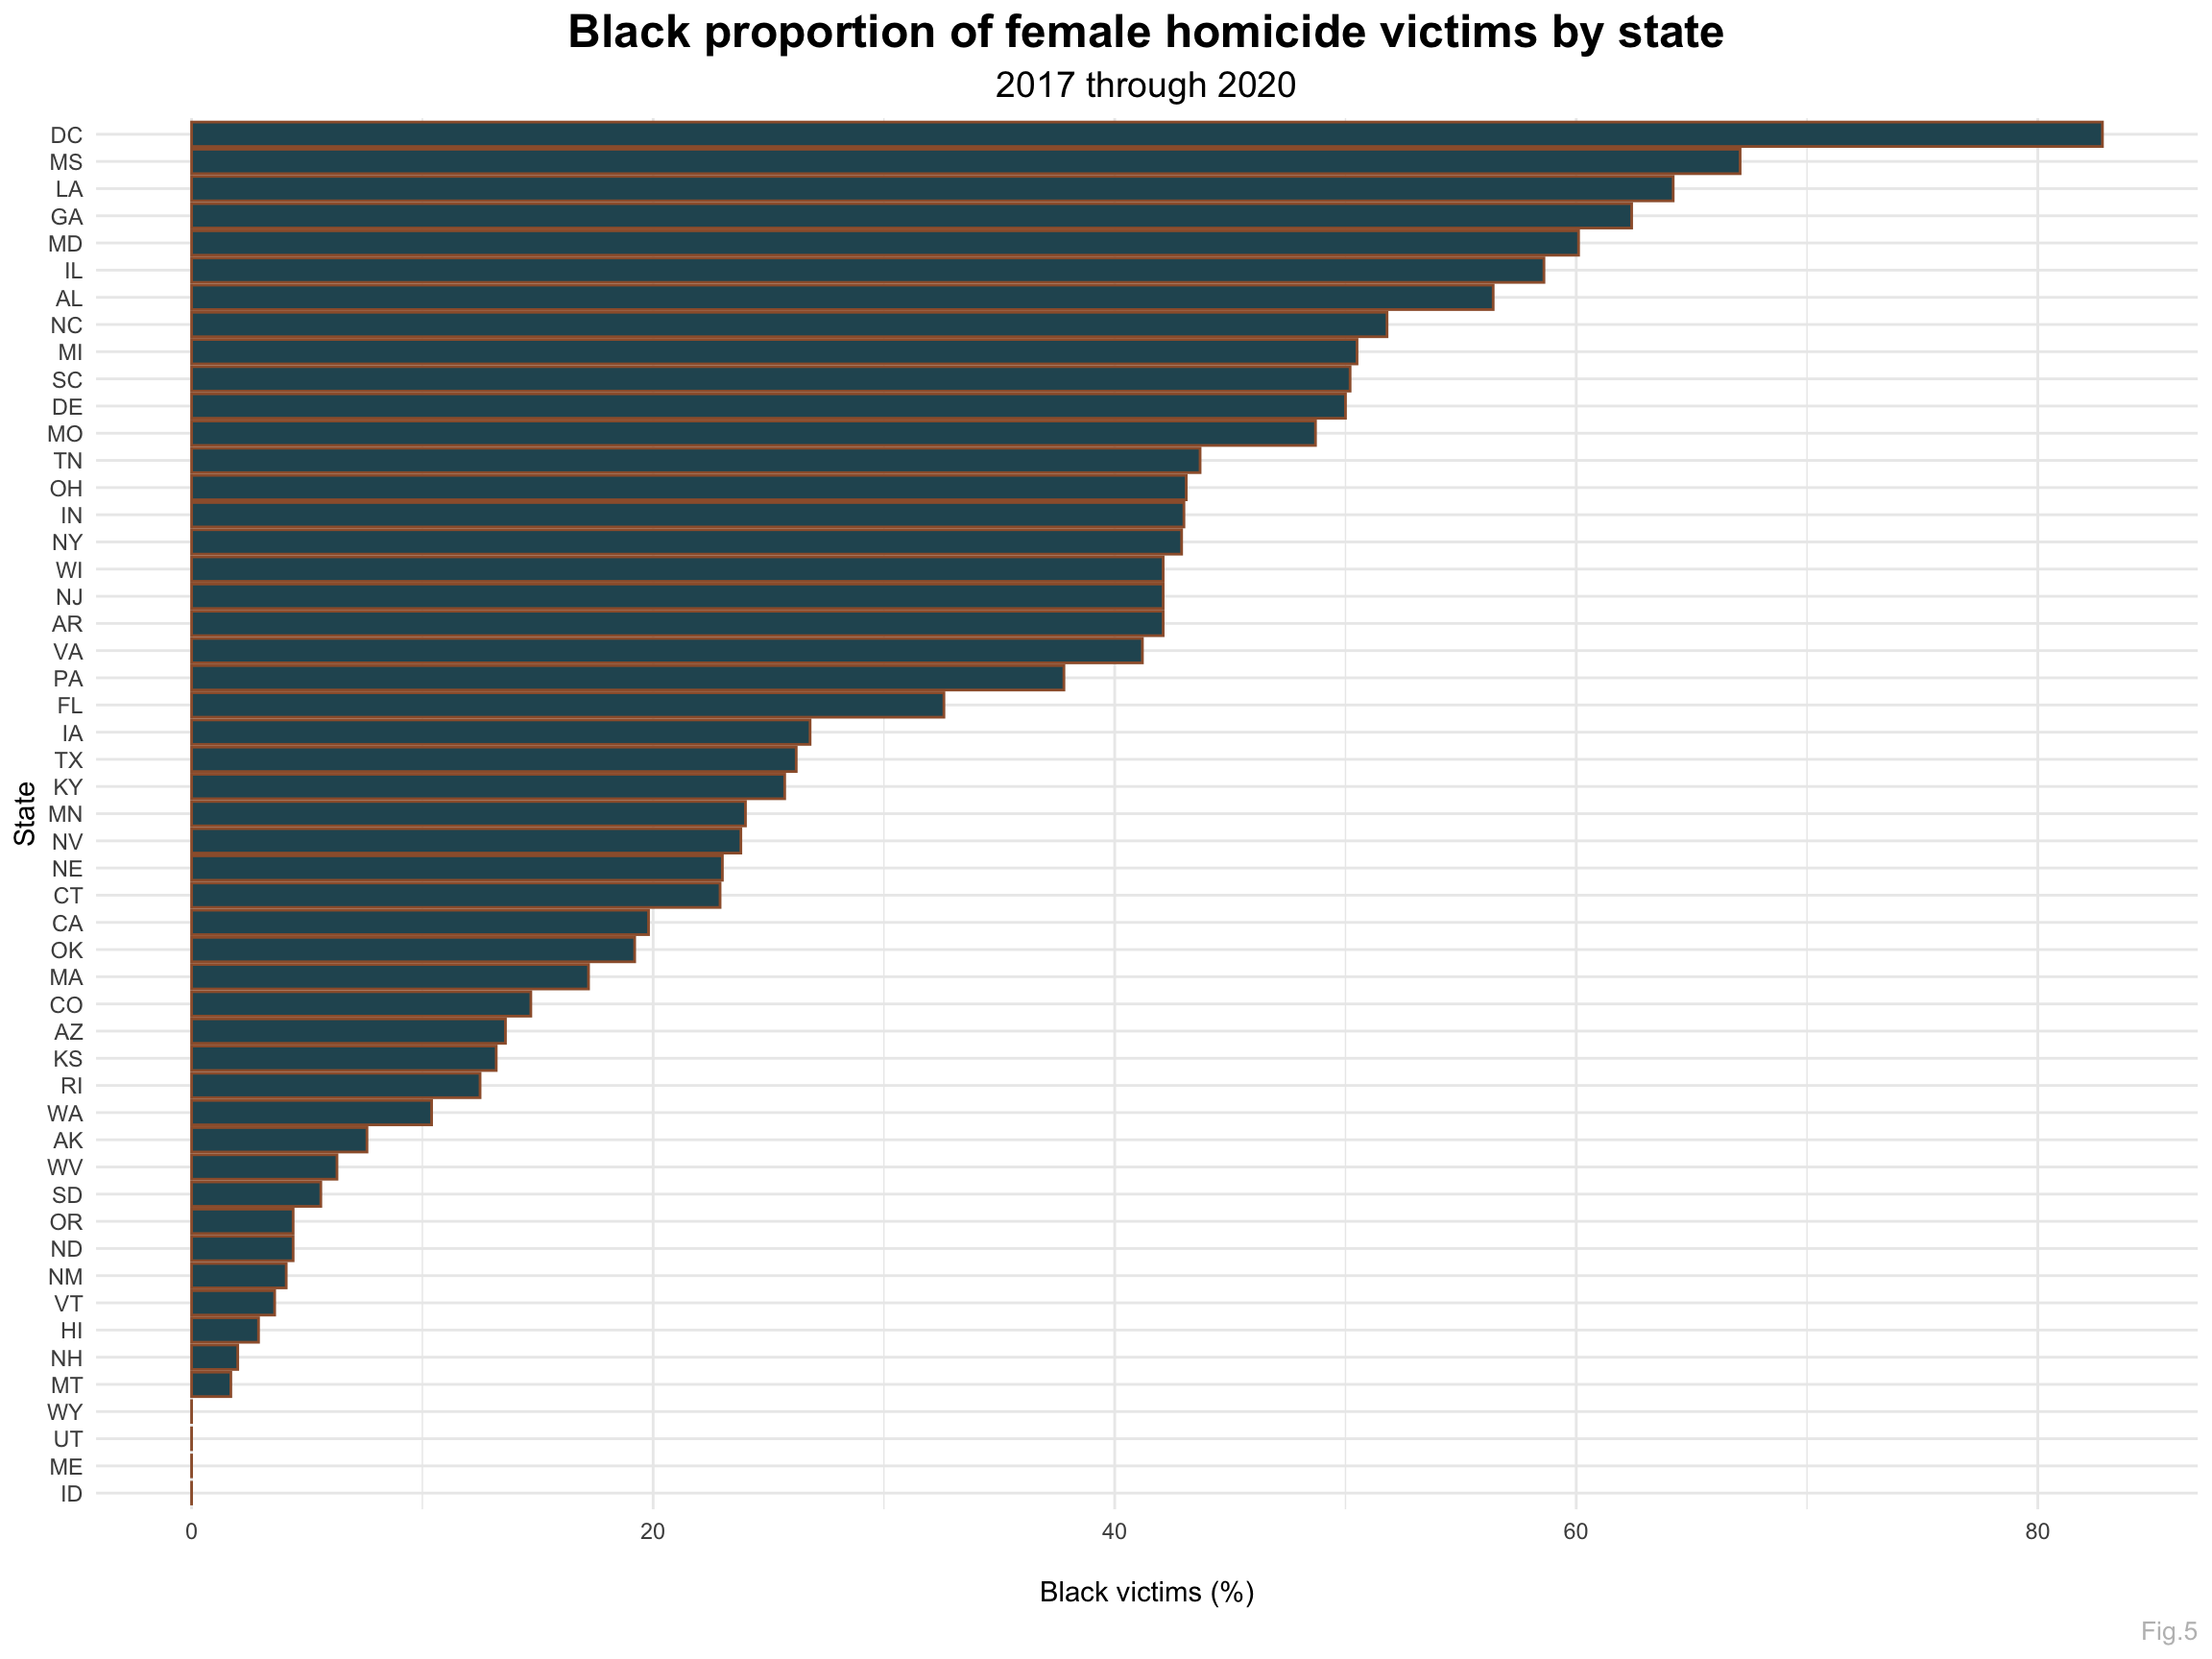 Black proportion of female homicide victims by state
2017 through 2020
DC
MS
LA
GA
MD
IL
AL
NC
MI
SC
DE
MO
TN
OH
IN
NY
WI
NJ
AR
VA
PA
FL
IA
TX
KY
MN
NV
NE
CT
CA
OK
MA
CO
AZ
KS
RI
WA
AK
WV
SD
OR
ND
NM
VT
HI
NH
MT
WY
UT
ME
ID
State
0 20 40 60 80
Black victims (%)
Fig.5